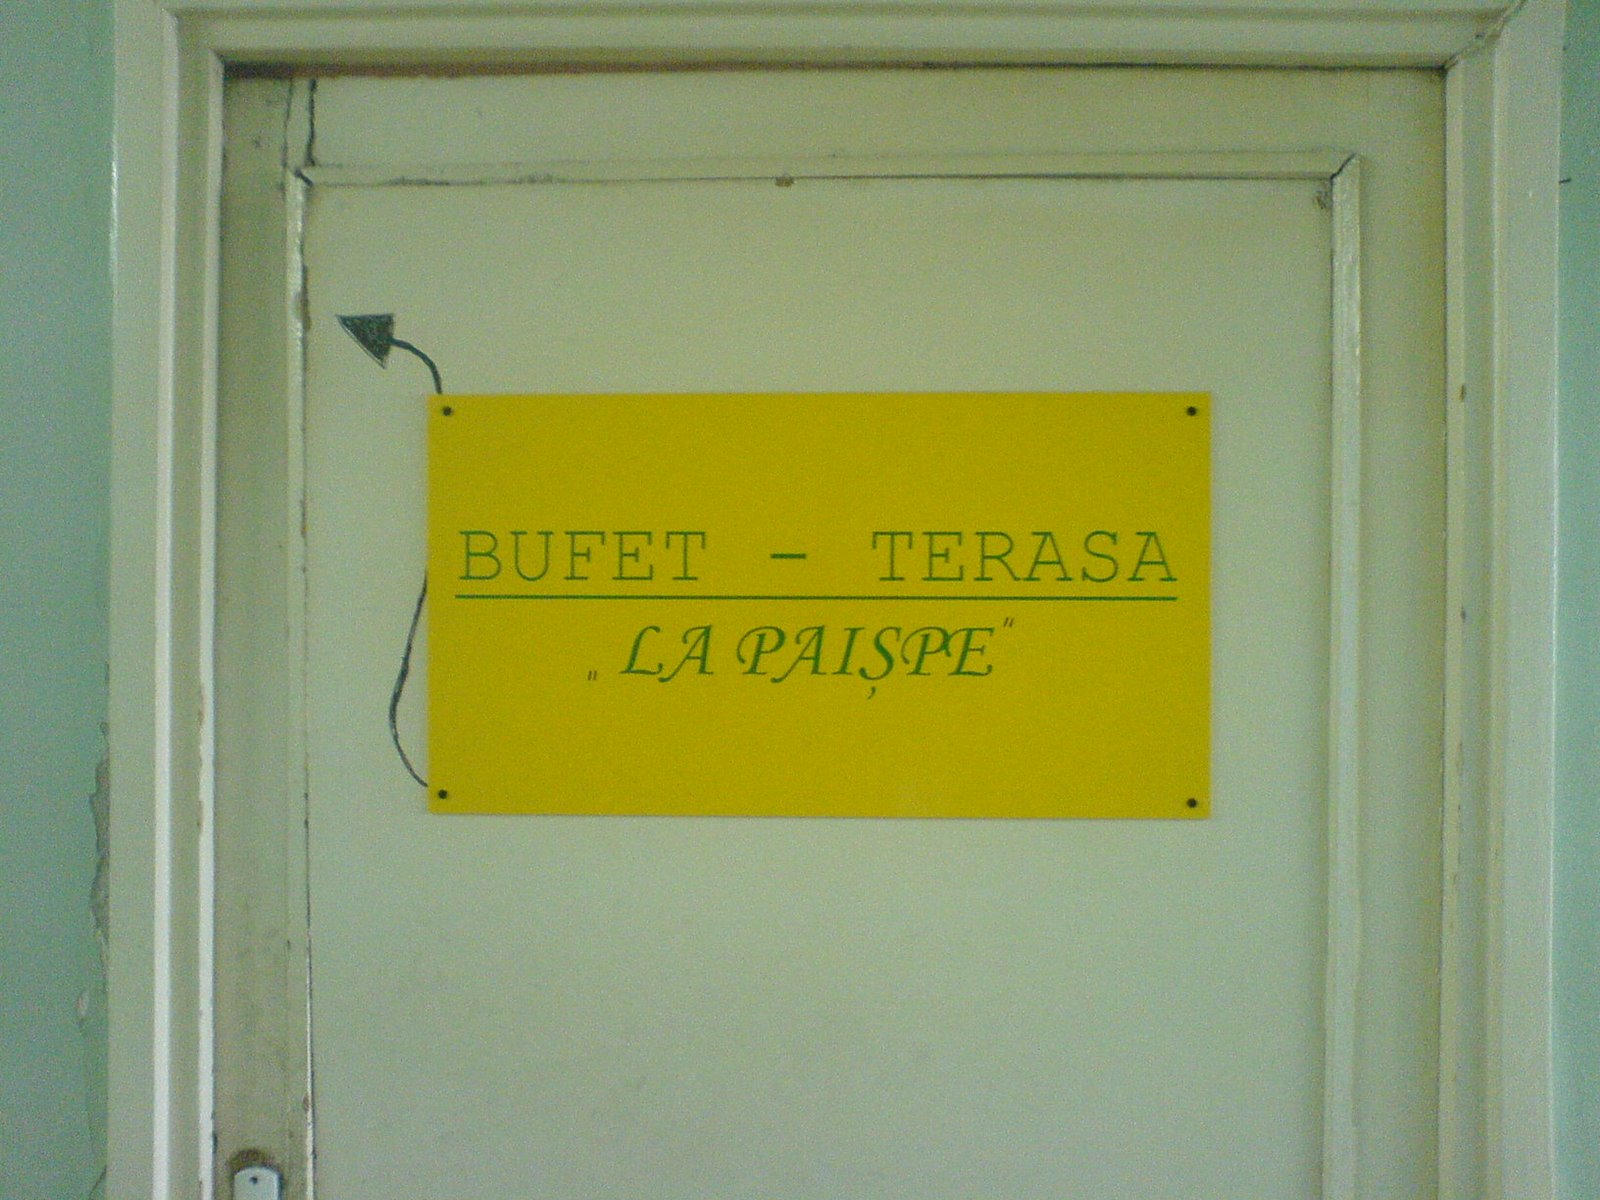 BUFET - TERASA
„LA PAIȘPE"